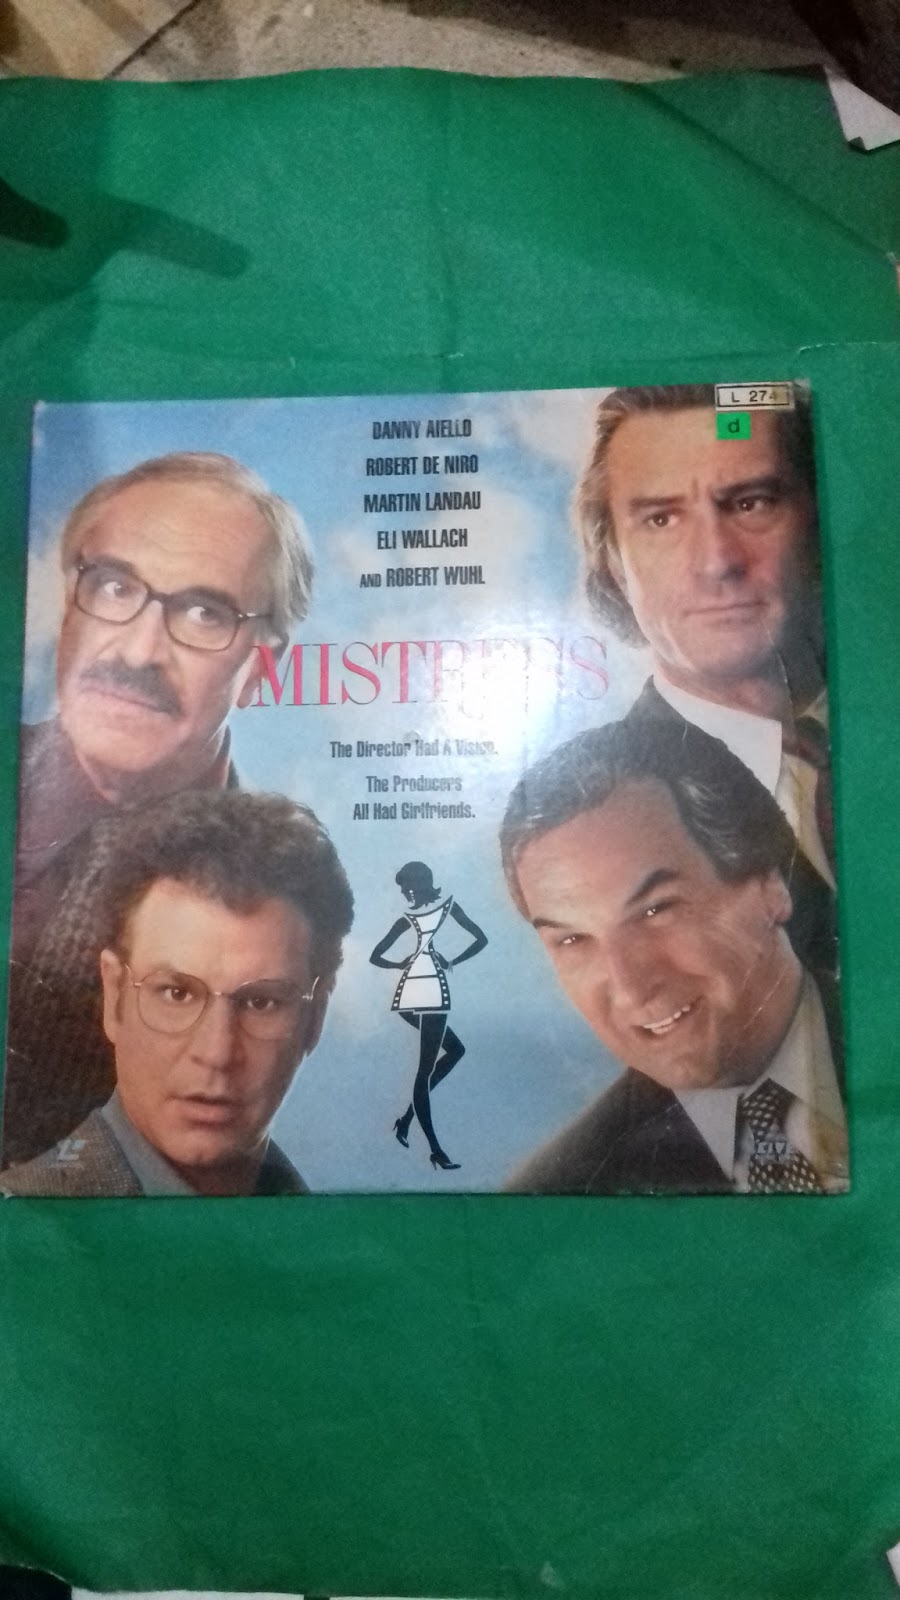 L 274
d
DANNY AIELLO
ROBERT DE NIRO
MARTIN LANDAU
ELI WALLACH
AND ROBERT WUHL
MISTRESS
The Director Had A Vision.
The Producers
All Had Girlfriends.
LIVE